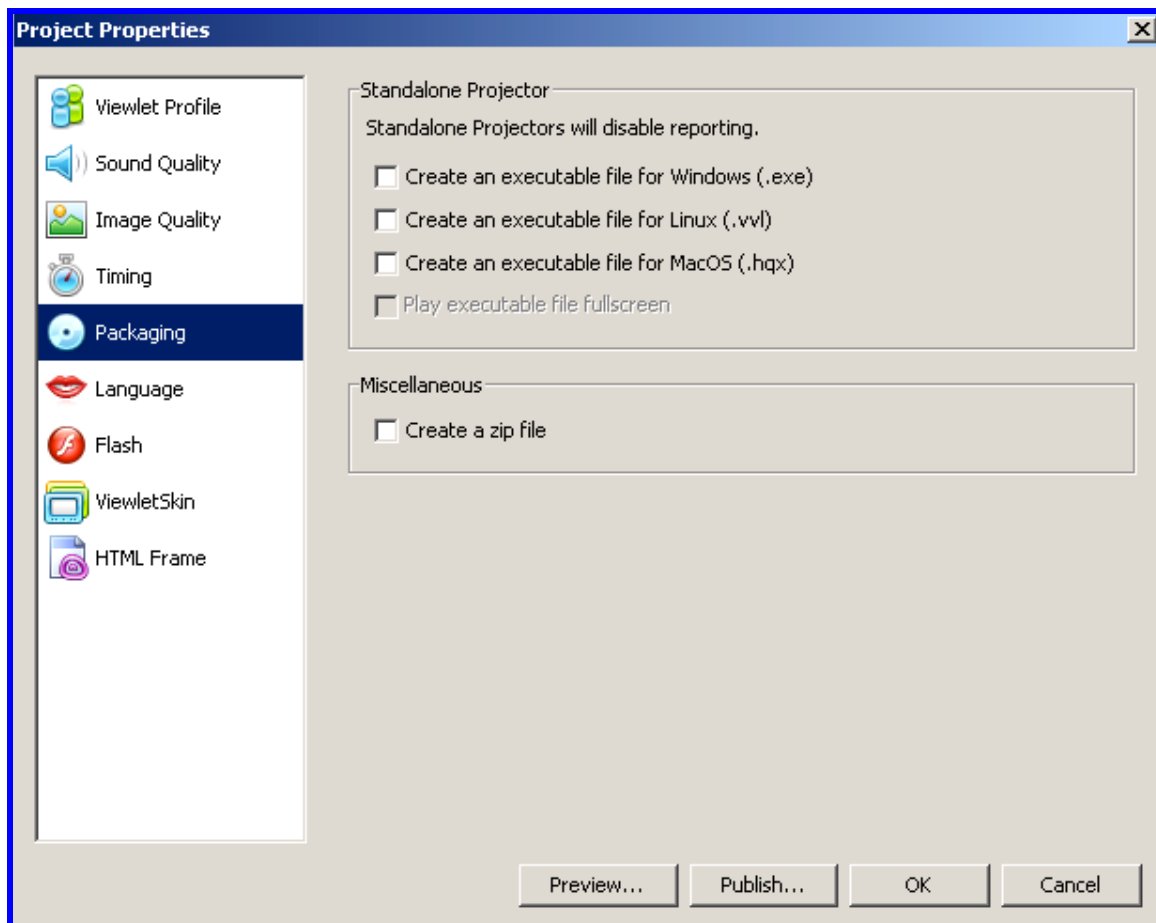 Project Properties
Viewlet Profile
Sound Quality
Image Quality
Timing
Packaging
Language
Flash
ViewletSkin
HTML Frame
Standalone Projector
Standalone Projectors will disable reporting.
Create an executable file for Windows (.exe)
Create an executable file for Linux (.vvl)
Create an executable file for MacOS (.hqx)
Play executable file fullscreen
Miscellaneous
Create a zip file
Preview...
Publish...
OK
Cancel